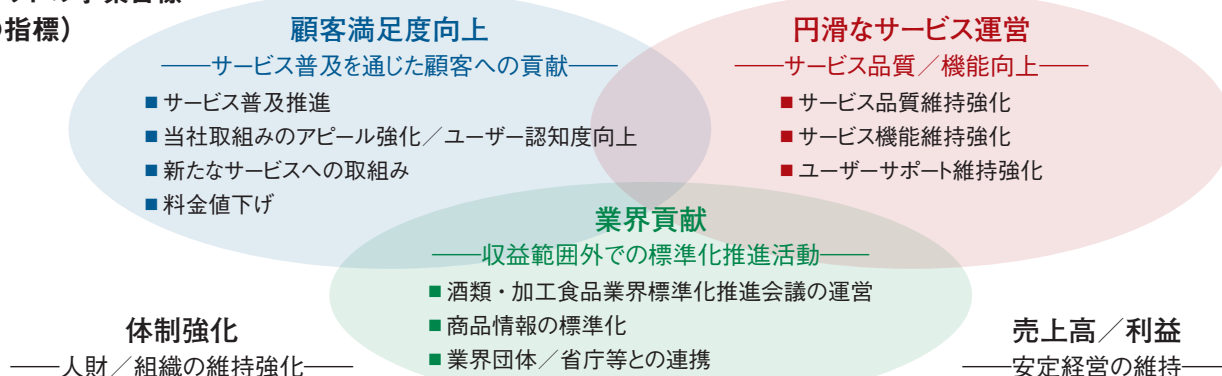 の指標）
顧客満足度向上
──サービス普及を通じた顧客への貢献──
■ サービス普及推進
■ 当社取組みのアピール強化／ユーザー認知度向上
■ 新たなサービスへの取組み
■ 料金値下げ
円滑なサービス運営
──サービス品質／機能向上──
■ サービス品質維持強化
■ サービス機能維持強化
■ ユーザーサポート維持強化
業界貢献
──収益範囲外での標準化推進活動──
■ 酒類・加工食品業界標準化推進会議の運営
■ 商品情報の標準化
■ 業界団体／省庁等との連携
体制強化
──人財／組織の維持強化──
売上高／利益
──安定経営の維持──